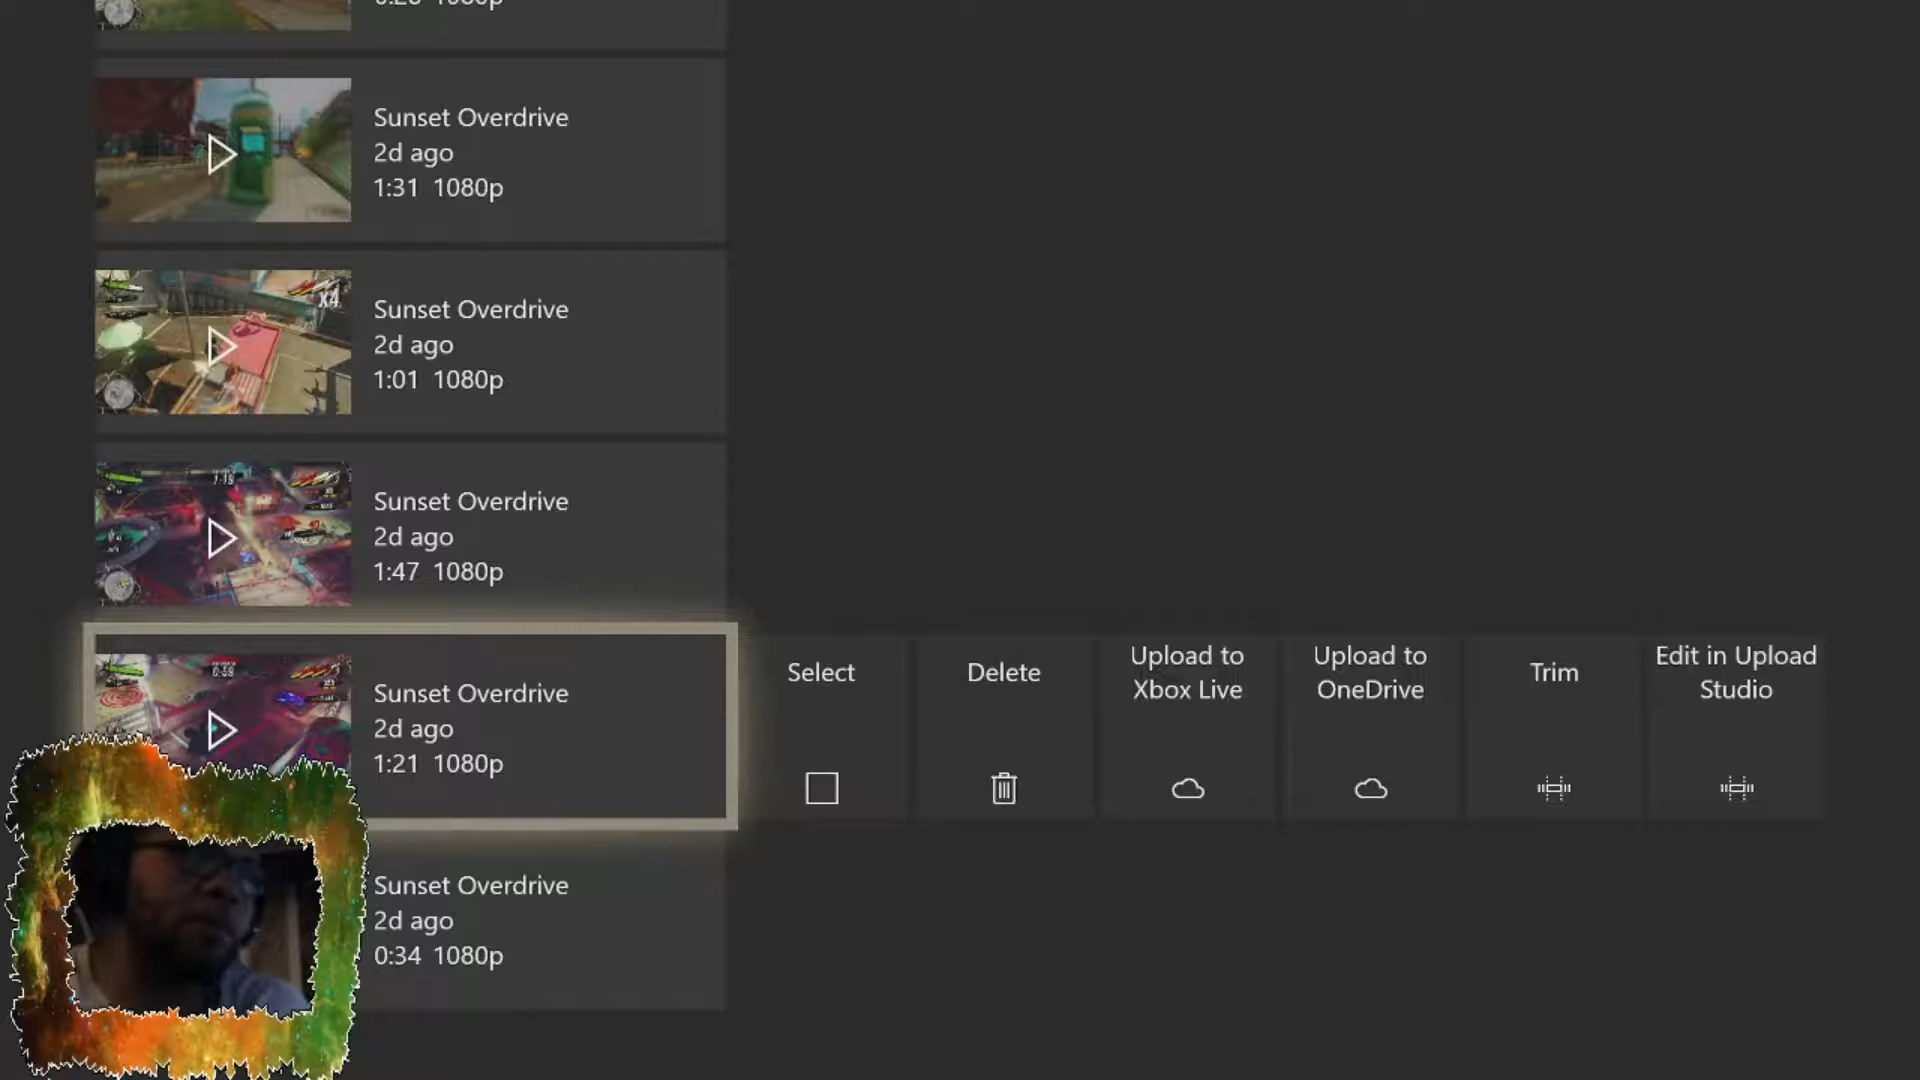 Sunset Overdrive
2d ago
1:31 1080p
Sunset Overdrive
2d ago
1:01 1080p
X4
Sunset Overdrive
2d ago
1:47 1080p
Sunset Overdrive
2d ago
1:21 1080p
Select
Delete
Upload to
Xbox Live
Upload to
OneDrive
Trim
Edit in Upload
Studio
Sunset Overdrive
2d ago
0:34 1080p